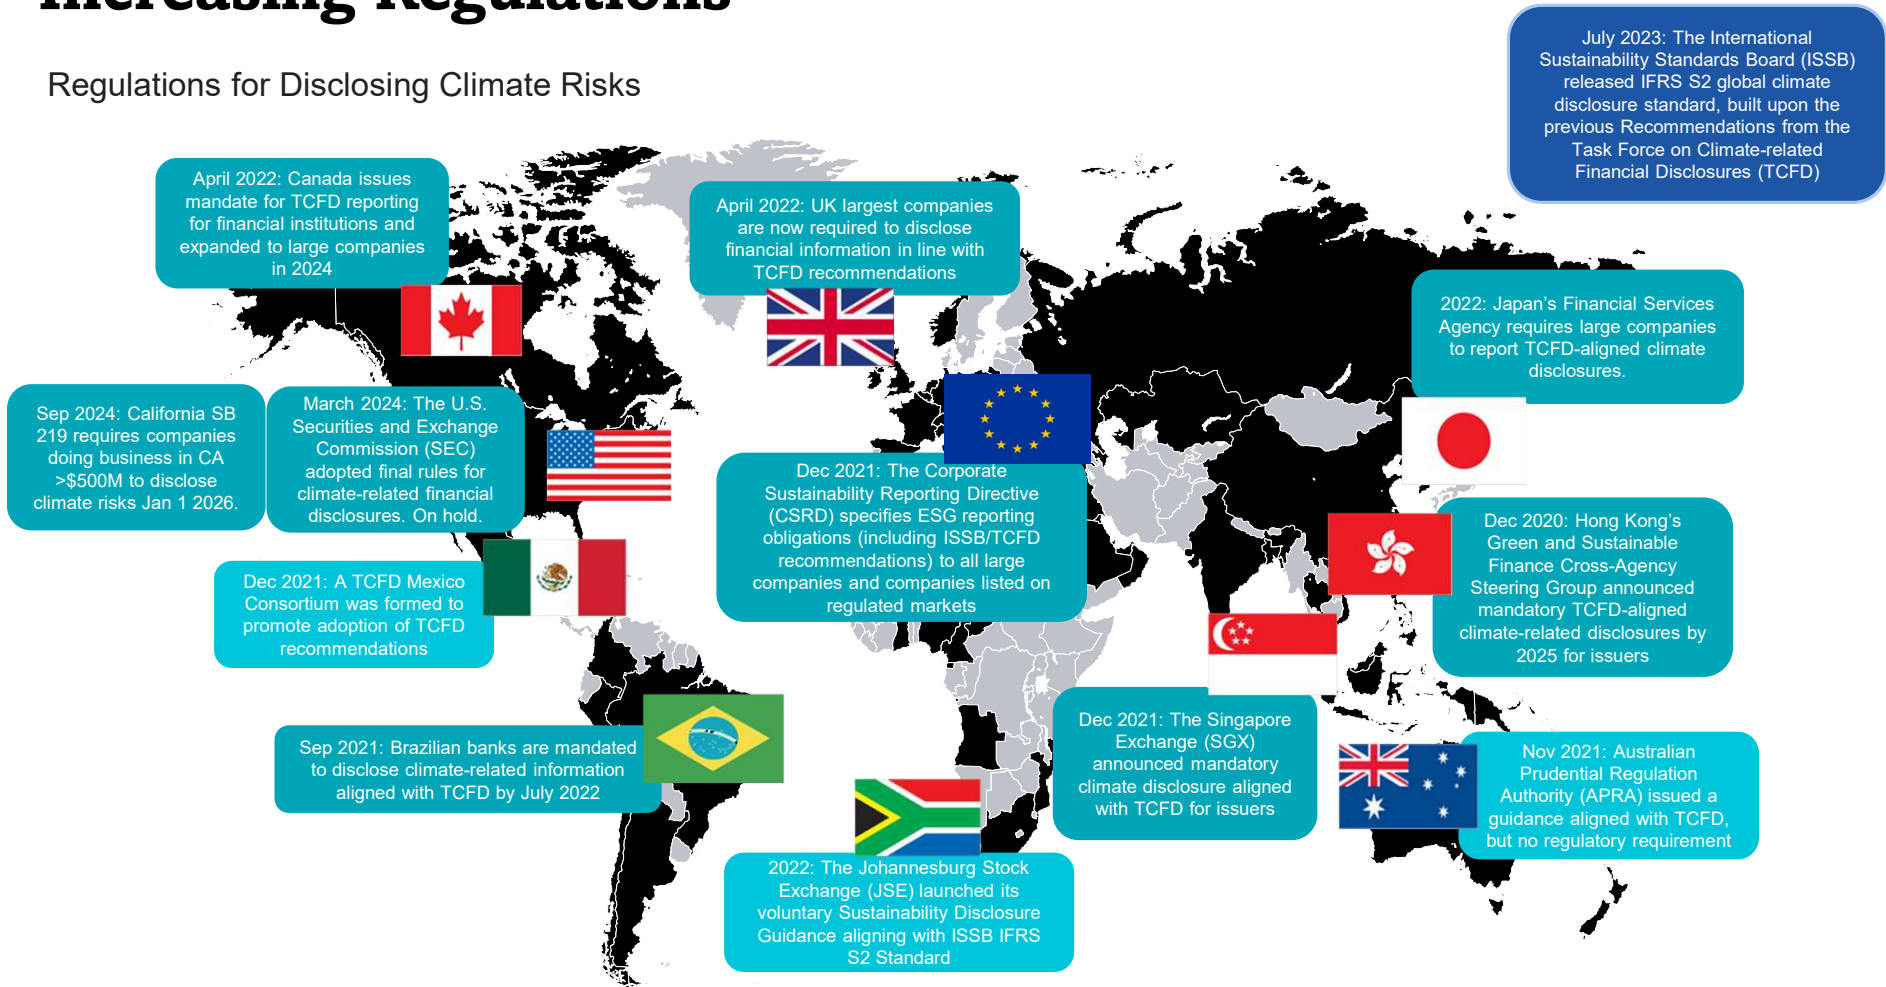 Increasing Regulations
Regulations for Disclosing Climate Risks
July 2023: The International
Sustainability Standards Board (ISSB)
released IFRS S2 global climate
disclosure standard, built upon the
previous Recommendations from the
Task Force on Climate-related
Financial Disclosures (TCFD)
April 2022: Canada issues
mandate for TCFD reporting
for financial institutions and
expanded to large companies
in 2024
April 2022: UK largest companies
are now required to disclose
financial information in line with
TCFD recommendations
2022: Japan’s Financial Services
Agency requires large companies
to report TCFD-aligned climate
disclosures.
Sep 2024: California SB
219 requires companies
doing business in CA
>$500M to disclose
climate risks Jan 1 2026.
March 2024: The U.S.
Securities and Exchange
Commission (SEC)
adopted final rules for
climate-related financial
disclosures. On hold.
Dec 2021: The Corporate
Sustainability Reporting Directive
(CSRD) specifies ESG reporting
obligations (including ISSB/TCFD
recommendations) to all large
companies and companies listed on
regulated markets
Dec 2020: Hong Kong’s
Green and Sustainable
Finance Cross-Agency
Steering Group announced
mandatory TCFD-aligned
climate-related disclosures by
2025 for issuers
Dec 2021: A TCFD Mexico
Consortium was formed to
promote adoption of TCFD
recommendations
Sep 2021: Brazilian banks are mandated
to disclose climate-related information
aligned with TCFD by July 2022
Dec 2021: The Singapore
Exchange (SGX)
announced mandatory
climate disclosure aligned
with TCFD for issuers
Nov 2021: Australian
Prudential Regulation
Authority (APRA) issued a
guidance aligned with TCFD,
but no regulatory requirement
2022: The Johannesburg Stock
Exchange (JSE) launched its
voluntary Sustainability Disclosure
Guidance aligning with ISSB IFRS
S2 Standard